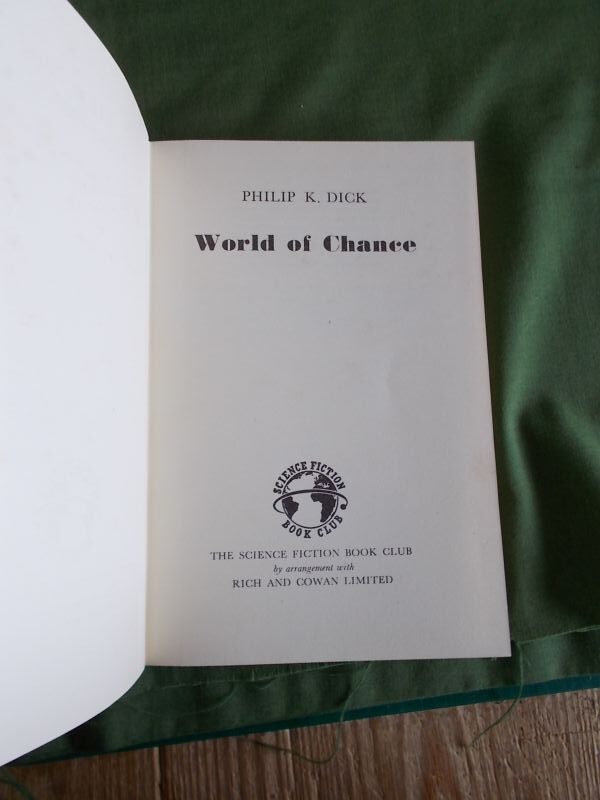 PHILIP K. DICK
World of Chance
SCIENCE FICTION
BOOK CLUB
THE SCIENCE FICTION BOOK CLUB
by arrangement with
RICH AND COWAN LIMITED